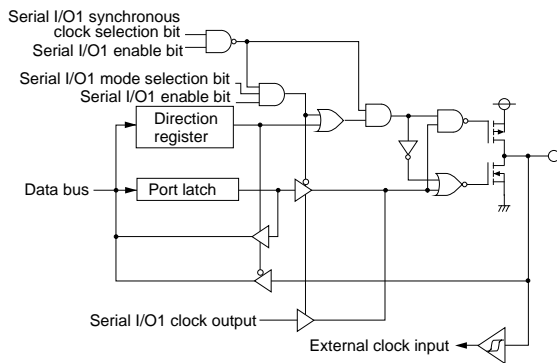 Serial I/O1 synchronous
clock selection bit
Serial I/O1 enable bit
Serial I/O1 mode selection bit
Serial I/O1 enable bit
Direction
register
Data bus
Port latch
Serial I/O1 clock output
External clock input